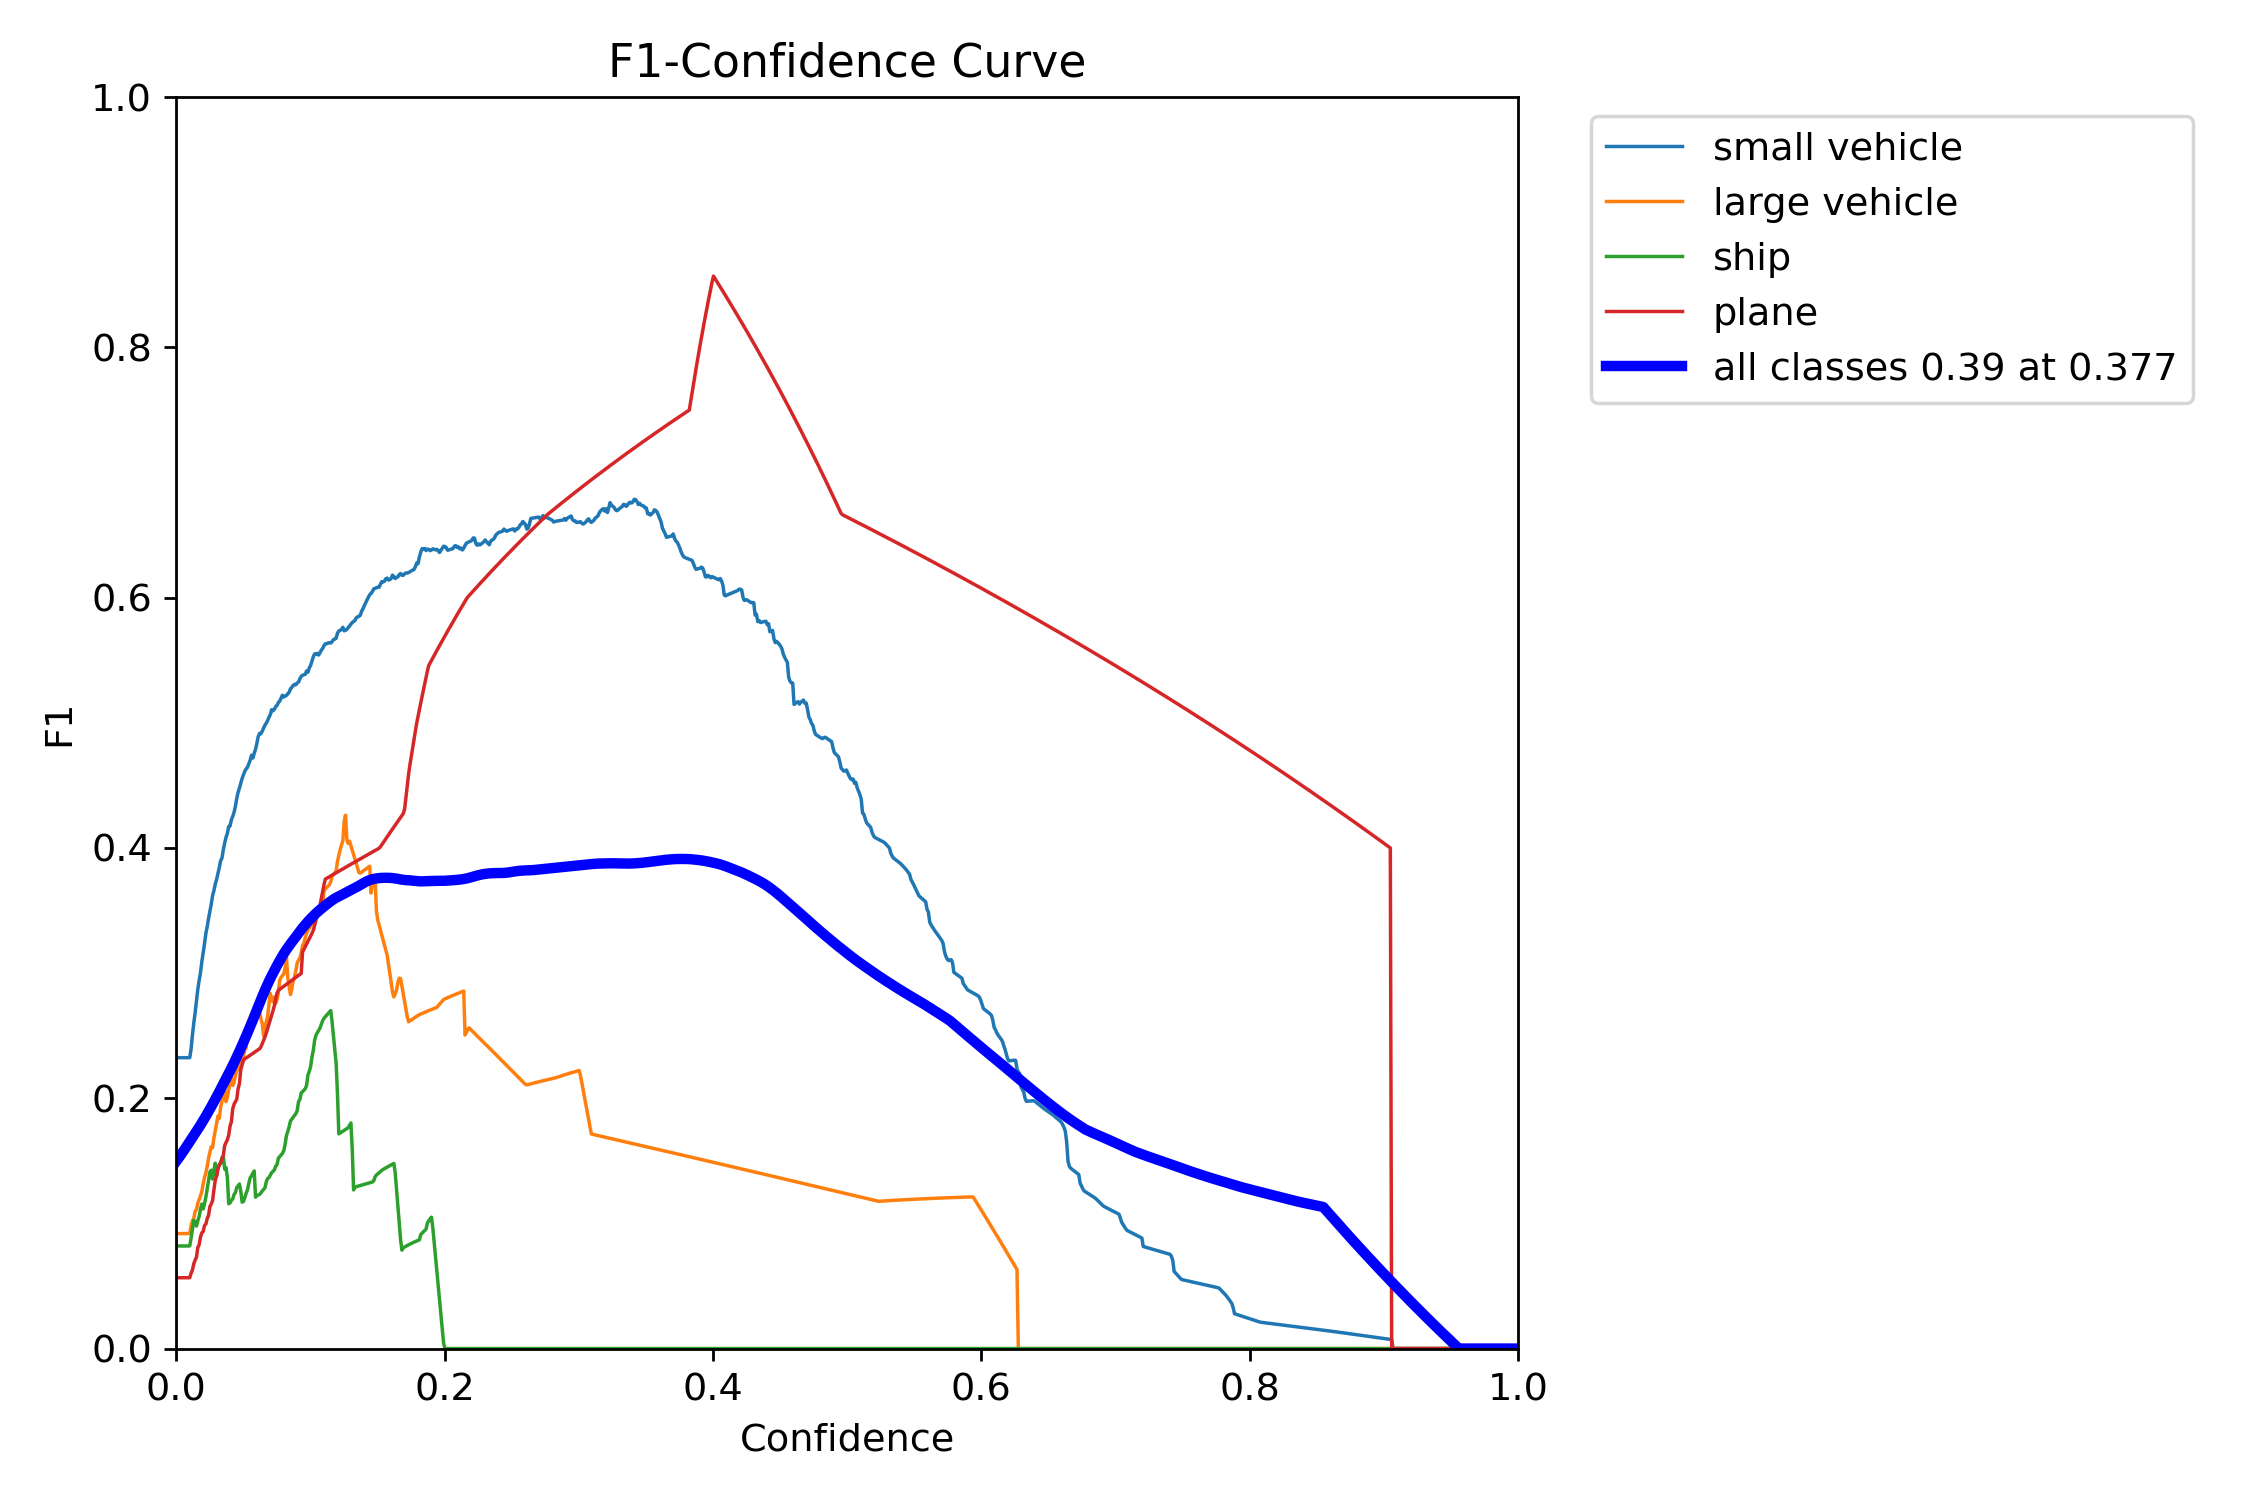 F1-Confidence Curve
1.0
0.8
0.6
0.4
0.2
0.0
F1
0.0 0.2 0.4 0.6 0.8 1.0
Confidence
small vehicle
large vehicle
ship
plane
all classes 0.39 at 0.377